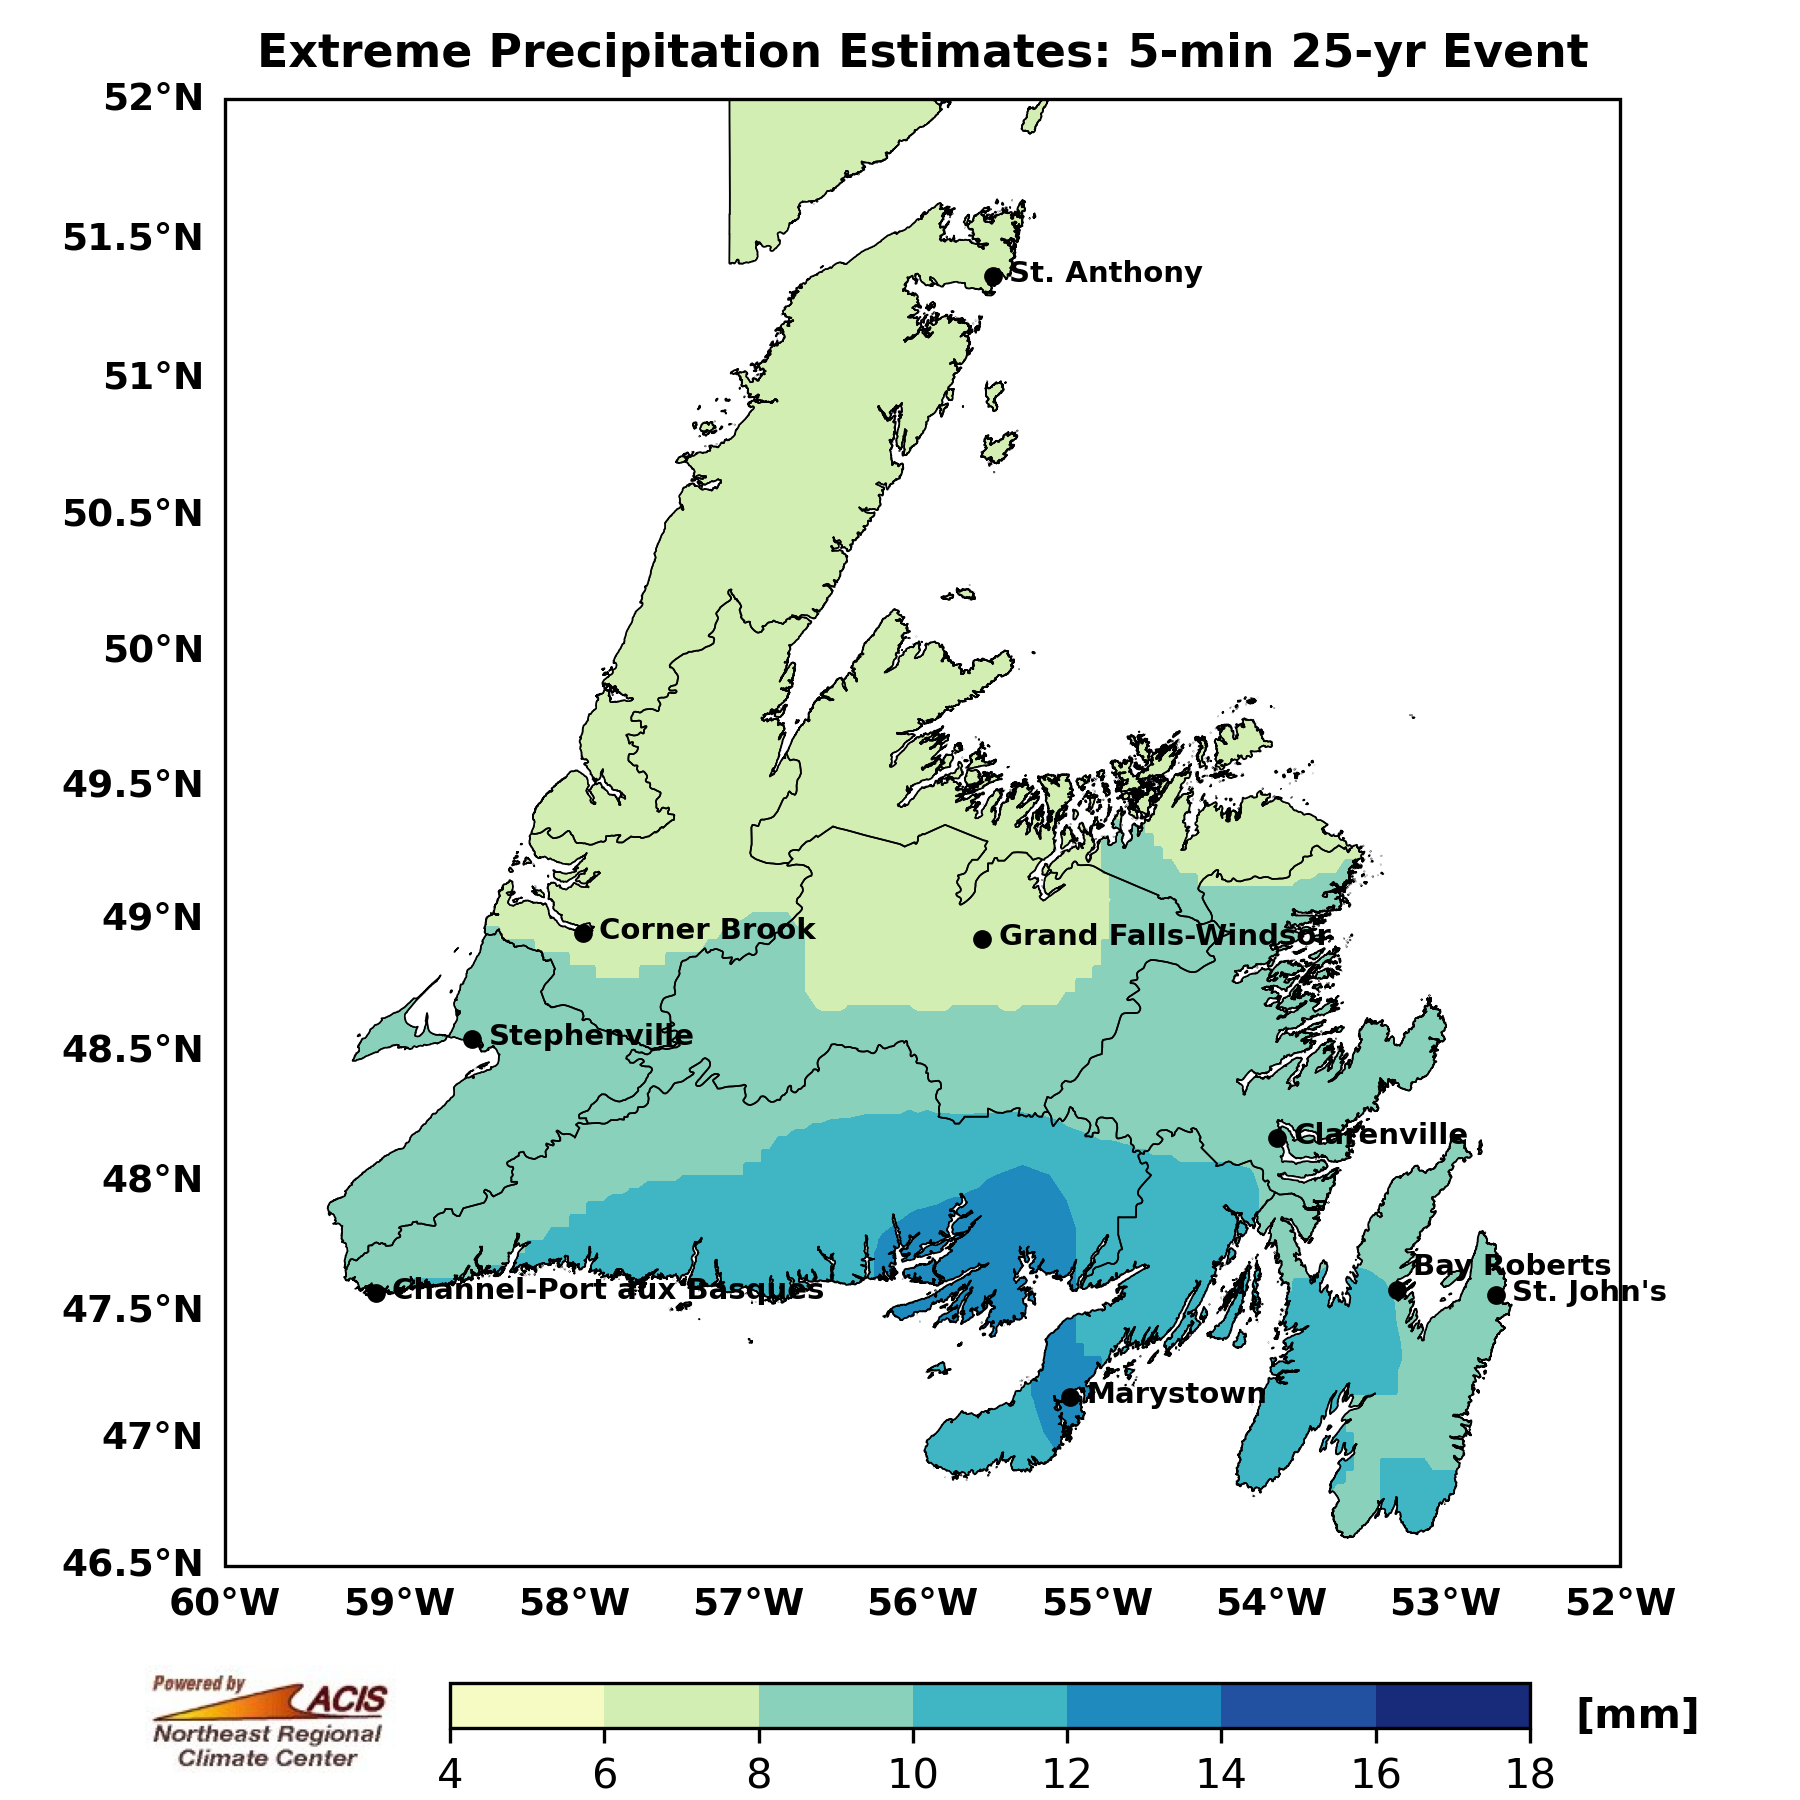 Extreme Precipitation Estimates: 5-min 25-yr Event
52°N
51.5°N
51°N
50.5°N
50°N
49.5°N
49°N
48.5°N
48°N
47.5°N
47°N
46.5°N
St. Anthony
Corner Brook
Grand Falls-Windsor
Stephenville
Clarenville
Bay Roberts
St. John's
Channel-Port aux Basques
Marystown
60°W 59°W 58°W 57°W 56°W 55°W 54°W 53°W 52°W
Powered by
ACIS
Northeast Regional
Climate Center
[mm]
4 6 8 10 12 14 16 18